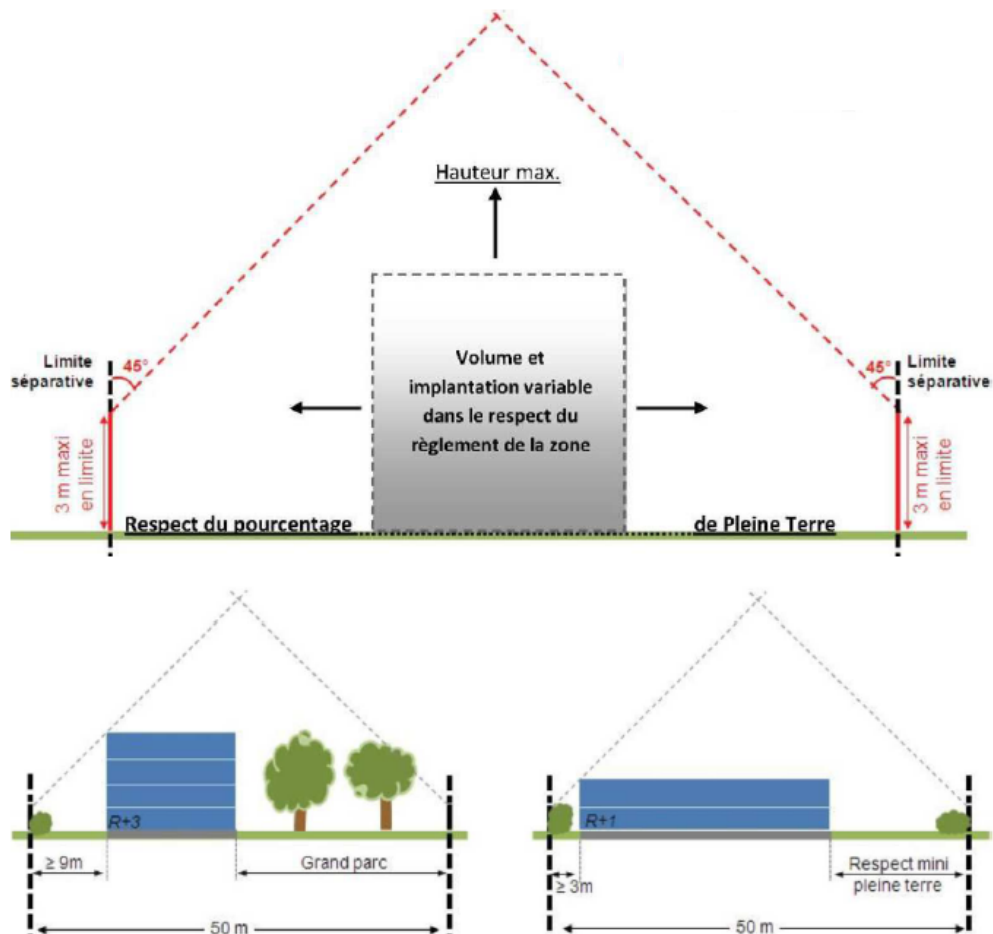 Hauteur max.
Limite
séparative
45°
45°
Limite
séparative
Volume et
implantation variable
dans le respect du
règlement de la zone
3 m maxi
en limite
3 m maxi
en limite
Respect du pourcentage
de Pleine Terre
R+3
≥ 9m
Grand parc
50 m
R+1
≥ 3m
Respect mini
pleine terre
50 m